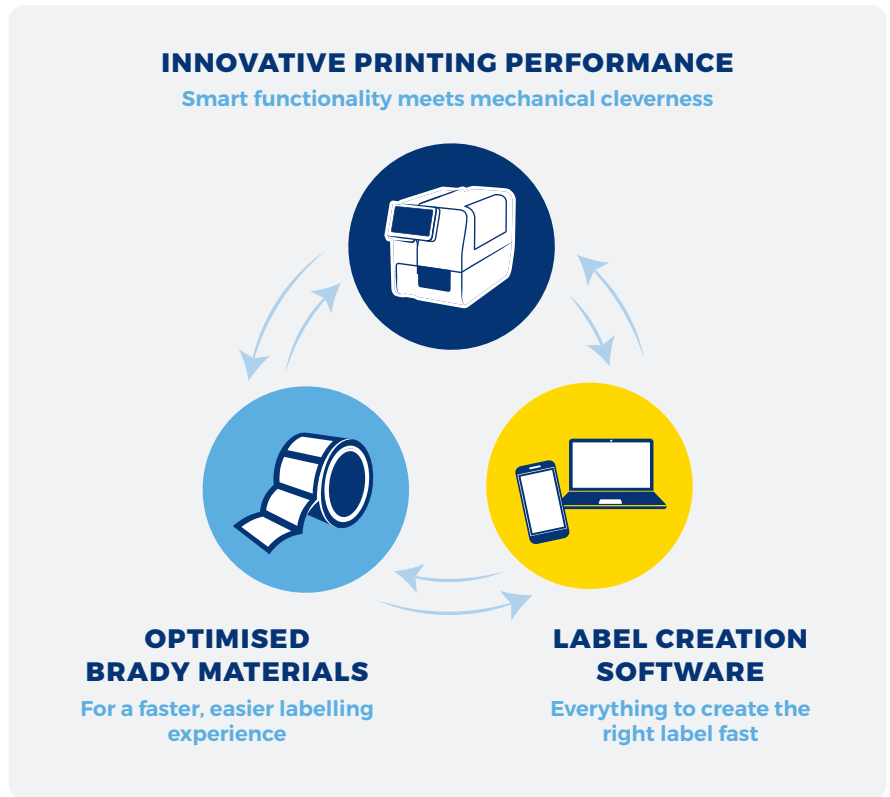 INNOVATIVE PRINTING PERFORMANCE
Smart functionality meets mechanical cleverness
OPTIMISED
BRADY MATERIALS
For a faster, easier labelling
experience
LABEL CREATION
SOFTWARE
Everything to create the
right label fast